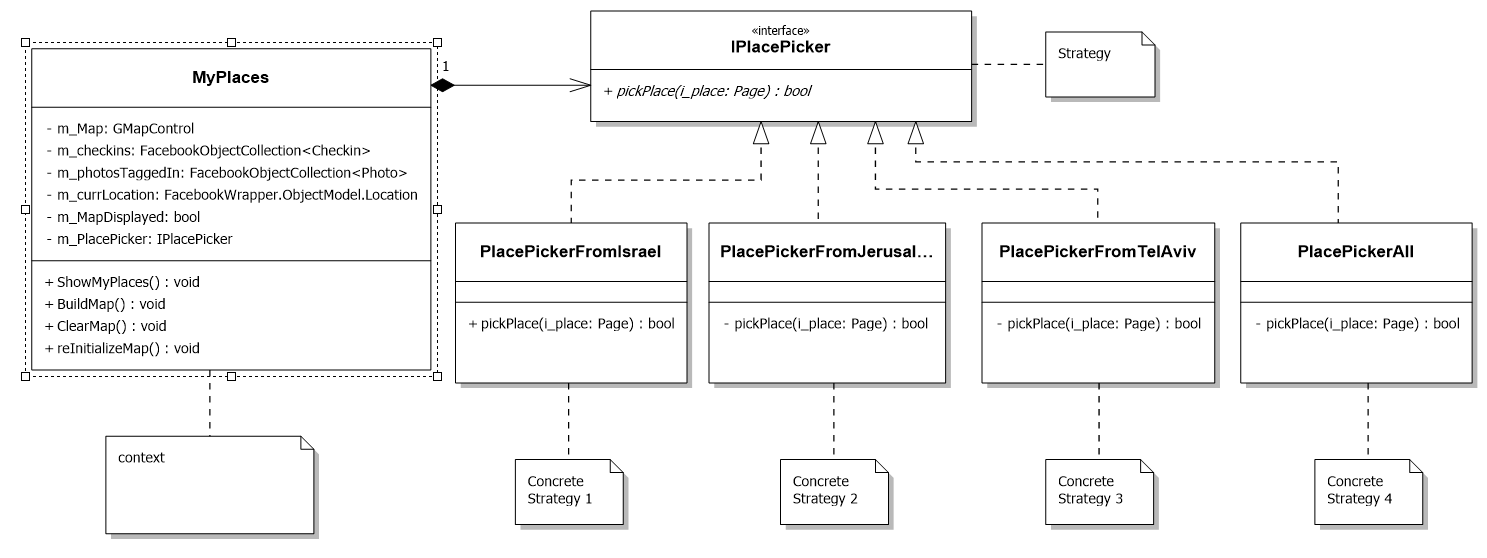 MyPlaces
- m_Map: GMapControl
- m_checkins: FacebookObjectCollection<Checkin>
- m_photosTaggedIn: FacebookObjectCollection<Photo>
- m_currLocation: FacebookWrapper.ObjectModel.Location
- m_MapDisplayed: bool
- m_PlacePicker: IPlacePicker
+ ShowMyPlaces() : void
+ BuildMap() : void
+ ClearMap() : void
+ reInitializeMap() : void
context
1
«interface»
IPlacePicker
+ pickPlace(i_place: Page) : bool
Strategy
PlacePickerFromIsrael
+ pickPlace(i_place: Page) : bool
Concrete
Strategy 1
PlacePickerFromJerusal...
- pickPlace(i_place: Page) : bool
Concrete
Strategy 2
PlacePickerFromTelAviv
- pickPlace(i_place: Page) : bool
Concrete
Strategy 3
PlacePickerAll
- pickPlace(i_place: Page) : bool
Concrete
Strategy 4